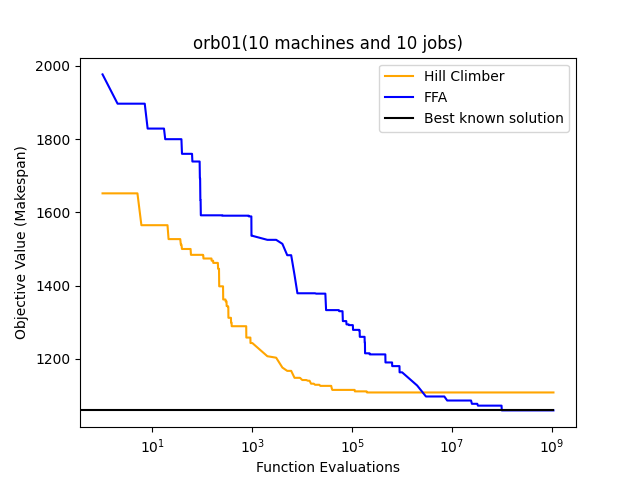 orb01(10 machines and 10 jobs)
Hill Climber
FFA
Best known solution
Objective Value (Makespan)
2000
1800
1600
1400
1200
10^1 10^3 10^5 10^7 10^9
Function Evaluations